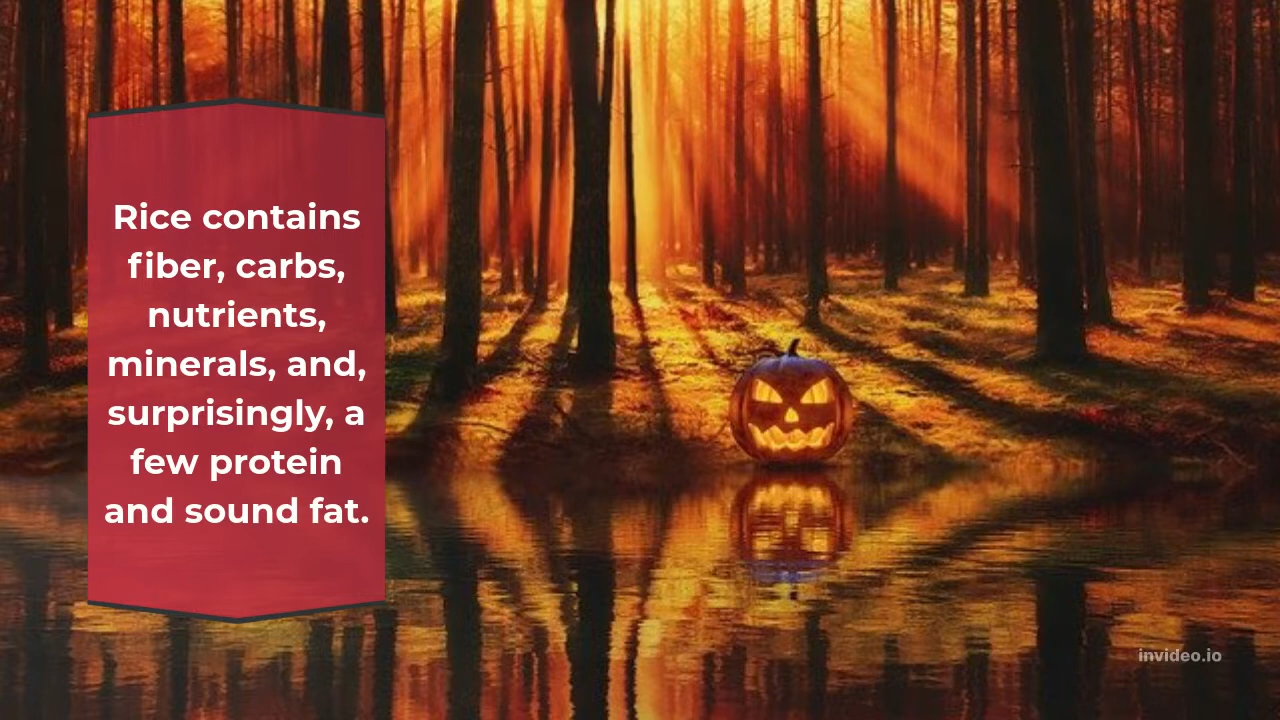 Rice contains
fiber, carbs,
nutrients,
minerals, and,
surprisingly, a
few protein
and sound fat.
invideo.io